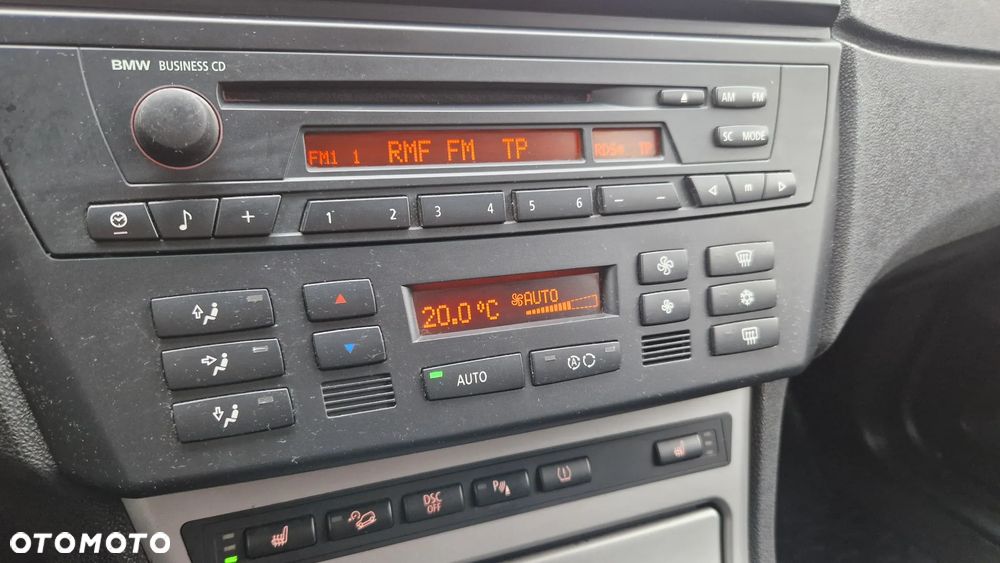 BMW BUSINESS CD
AM FM
SC MODE
FM1 1 RMF FM TP
RDS TP
1 2 3 4 5 6 − − m
+
20.0 °C AUTO
AUTO
A
DSC OFF
P
OTOMOTO